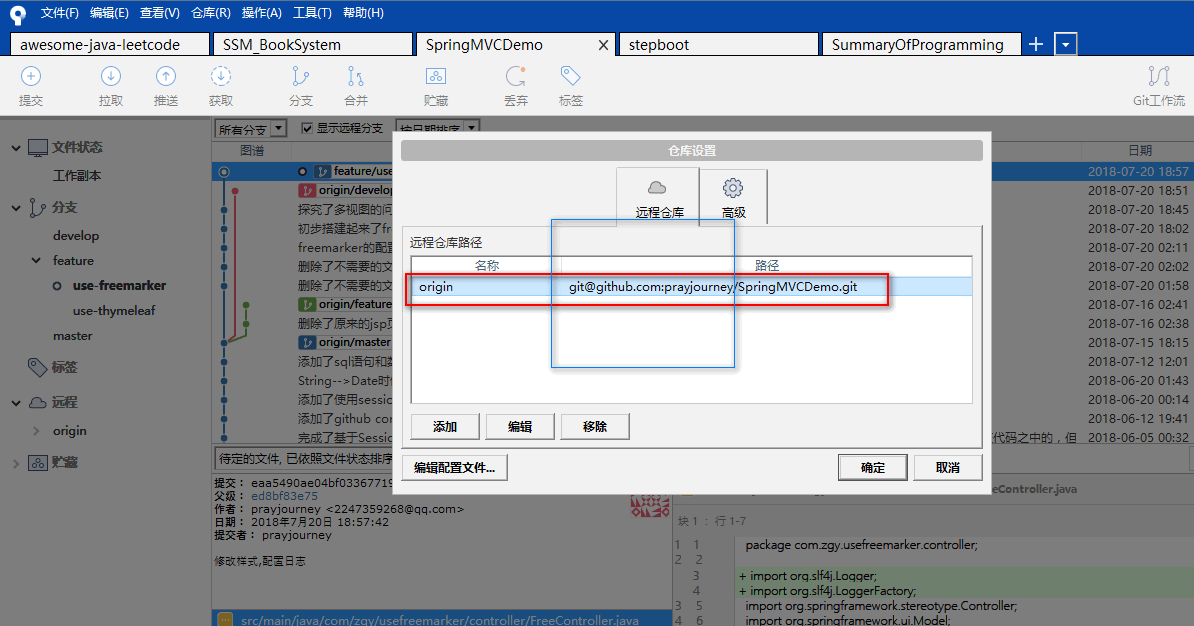 文件(F) 编辑(E) 查看(V) 仓库(R) 操作(A) 工具(T) 帮助(H)
awesome-java-leetcode SSM_BookSystem SpringMVCDemo stepboot SummaryOfProgramming
提交 拉取 推送 获取 分支 合并 贮藏 丢弃 标签 Git工作流
所有分支 显示远程分支 按日期排序
图谱 日期
文件状态
工作副本
分支
develop
feature
use-freemarker
use-thymeleaf
master
标签
远程
origin
贮藏
feature/use 2018-07-20 18:57
origin/develop 2018-07-20 18:51
探究了多视图的问 2018-07-20 18:45
初步搭建起来了fr 2018-07-20 18:02
freemarker的配置 2018-07-20 02:11
删除了不需要的文 2018-07-20 02:02
删除了不需要的文 2018-07-20 01:58
origin/feature 2018-07-16 02:41
删除了原来的jsp页 2018-07-16 02:38
origin/master 2018-07-15 18:15
添加了sql语句和数 2018-07-12 12:01
String-->Date时 2018-06-20 01:43
添加了使用sessio 2018-06-20 00:14
添加了github co 2018-06-12 19:41
完成了基于Sessio 代码之中的，但 2018-06-05 00:32
仓库设置
远程仓库 高级
远程仓库路径
名称 路径
origin git@github.com:prayjourney/SpringMVCDemo.git
添加 编辑 移除
编辑配置文件... 确定 取消
待定的文件, 已依照文件状态排序
提交： eaa5490ae04bf03367719
父级： ed8bf83e75
作者： prayjourney <2247359268@qq.com>
日期： 2018年7月20日 18:57:42
提交者： prayjourney
修改样式,配置日志
src/main/java/com/zgy/usefreemarker/controller/FreeController.java
eController.java
块 1 ：行 1-7
1 1 package com.zgy.usefreemarker.controller;
2 2
3 + import org.slf4j.Logger;
4 + import org.slf4j.LoggerFactory;
3 5 import org.springframework.stereotype.Controller;
4 6 import org.springframework.ui.Model;